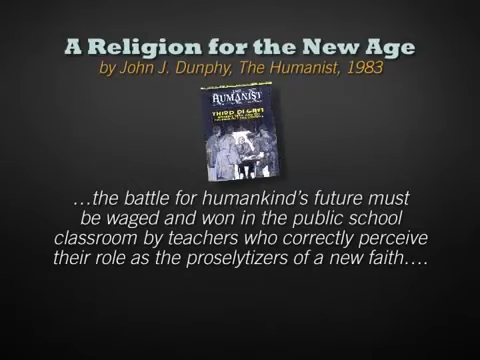 A Religion for the New Age
by John J. Dunphy, The Humanist, 1983
HUMANIST
…the battle for humankind's future must
be waged and won in the public school
classroom by teachers who correctly perceive
their role as the proselytizers of a new faith….